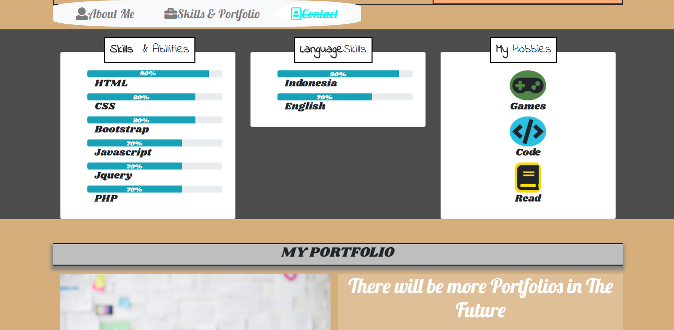 About Me Skills & Portfolio Contact
Skills & Abilities
90%
HTML
80%
CSS
80%
Bootstrap
70%
Javascript
70%
Jquery
70%
PHP
Language Skills
90%
Indonesia
70%
English
My Hobbies
Games
Code
Read
MY PORTFOLIO
There will be more Portfolios in The
Future